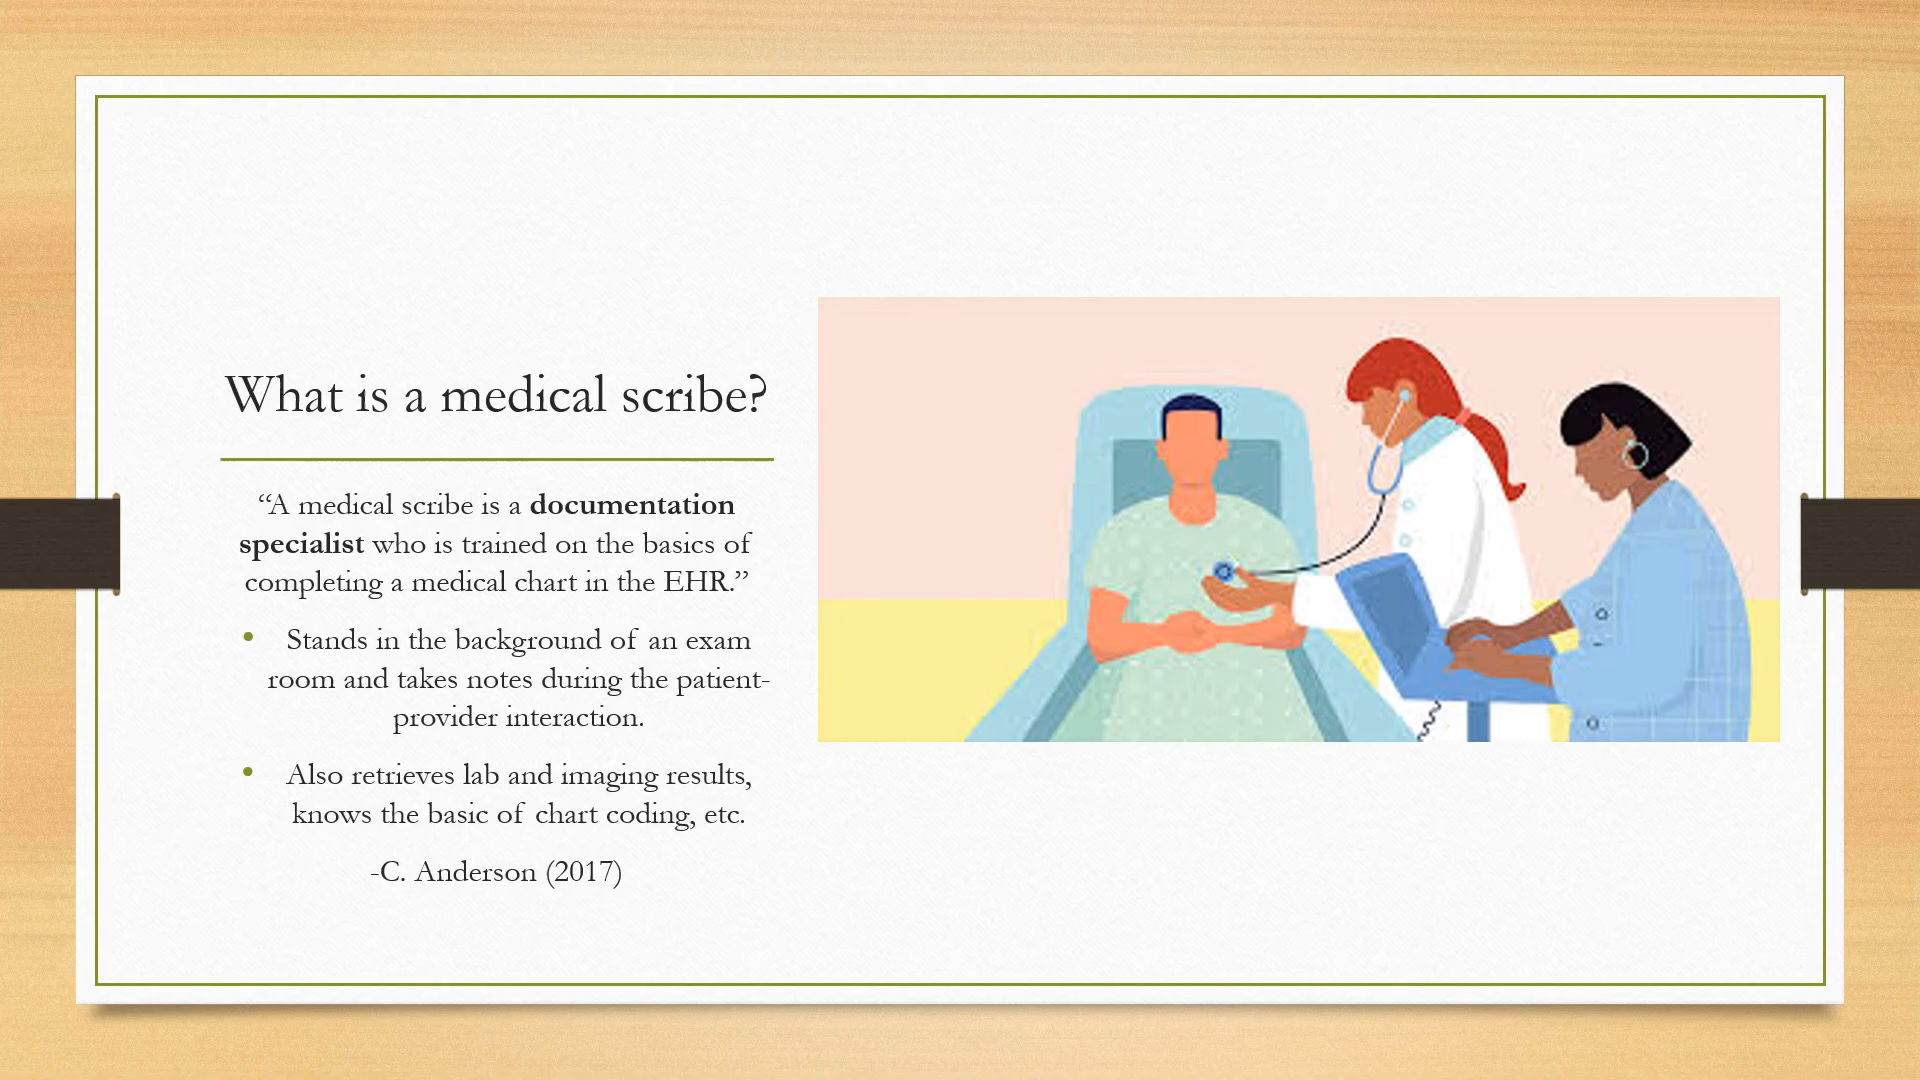 What is a medical scribe?
“A medical scribe is a documentation
specialist who is trained on the basics of
completing a medical chart in the EHR.”
• Stands in the background of an exam
room and takes notes during the patient-
provider interaction.
• Also retrieves lab and imaging results,
knows the basic of chart coding, etc.
-C. Anderson (2017)